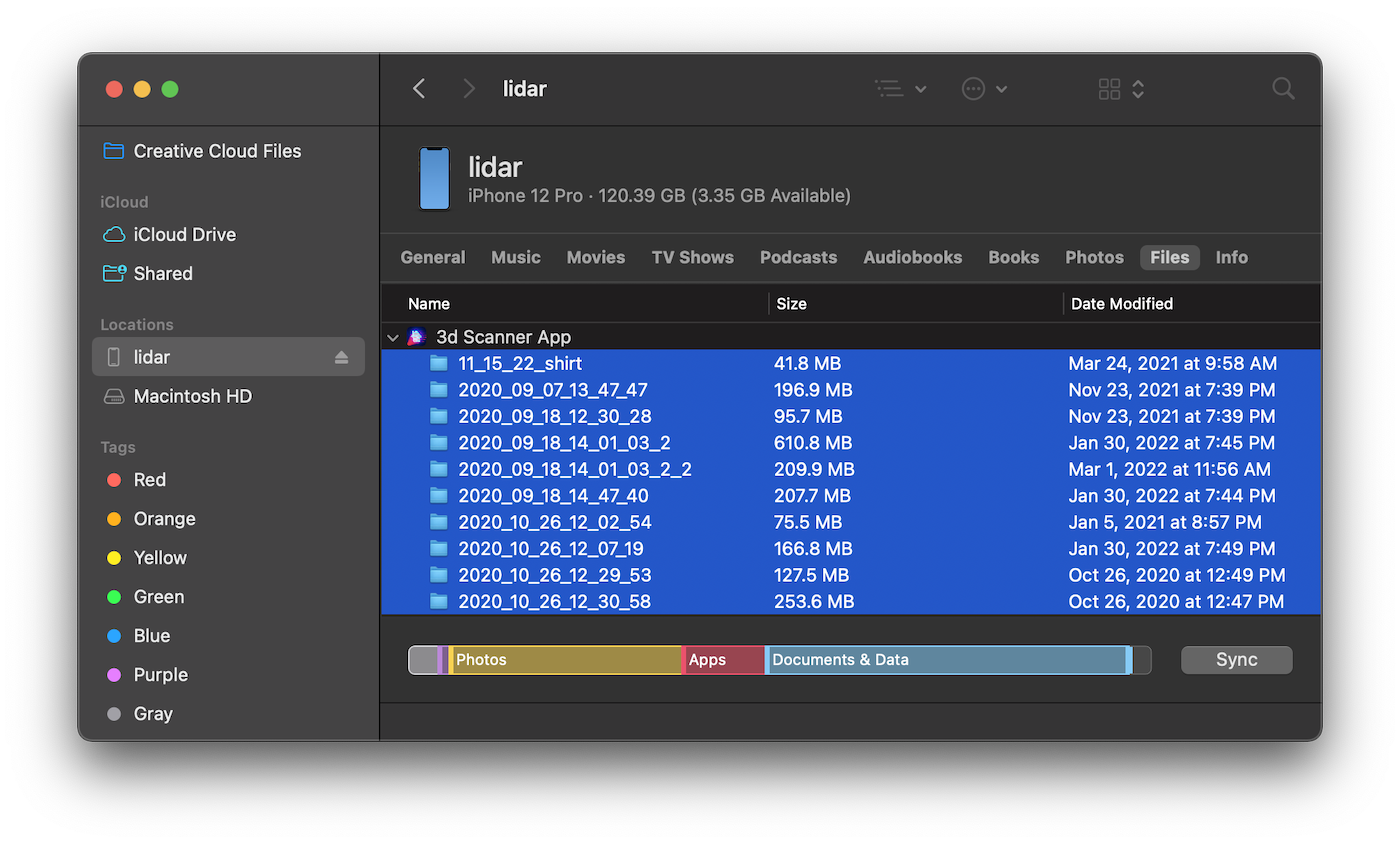 lidar
Creative Cloud Files
iCloud
iCloud Drive
Shared
Locations
lidar
Macintosh HD
Tags
Red
Orange
Yellow
Green
Blue
Purple
Gray
lidar
iPhone 12 Pro · 120.39 GB (3.35 GB Available)
General Music Movies TV Shows Podcasts Audiobooks Books Photos Files Info
Name Size Date Modified
3d Scanner App
11_15_22_shirt 41.8 MB Mar 24, 2021 at 9:58 AM
2020_09_07_13_47_47 196.9 MB Nov 23, 2021 at 7:39 PM
2020_09_18_12_30_28 95.7 MB Nov 23, 2021 at 7:39 PM
2020_09_18_14_01_03_2 610.8 MB Jan 30, 2022 at 7:45 PM
2020_09_18_14_01_03_2_2 209.9 MB Mar 1, 2022 at 11:56 AM
2020_09_18_14_47_40 207.7 MB Jan 30, 2022 at 7:44 PM
2020_10_26_12_02_54 75.5 MB Jan 5, 2021 at 8:57 PM
2020_10_26_12_07_19 166.8 MB Jan 30, 2022 at 7:49 PM
2020_10_26_12_29_53 127.5 MB Oct 26, 2020 at 12:49 PM
2020_10_26_12_30_58 253.6 MB Oct 26, 2020 at 12:47 PM
Photos Apps Documents & Data Sync